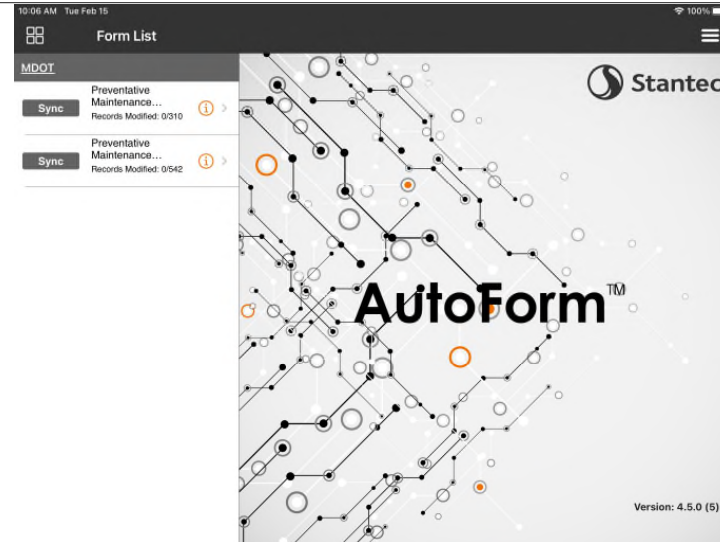 10:06 AM Tue Feb 15
100%
Form List
MDOT
Stantec
Sync
Preventative
Maintenance...
Records Modified: 0/310
Sync
Preventative
Maintenance...
Records Modified: 0/542
AutoForm™
Version: 4.5.0 (5)